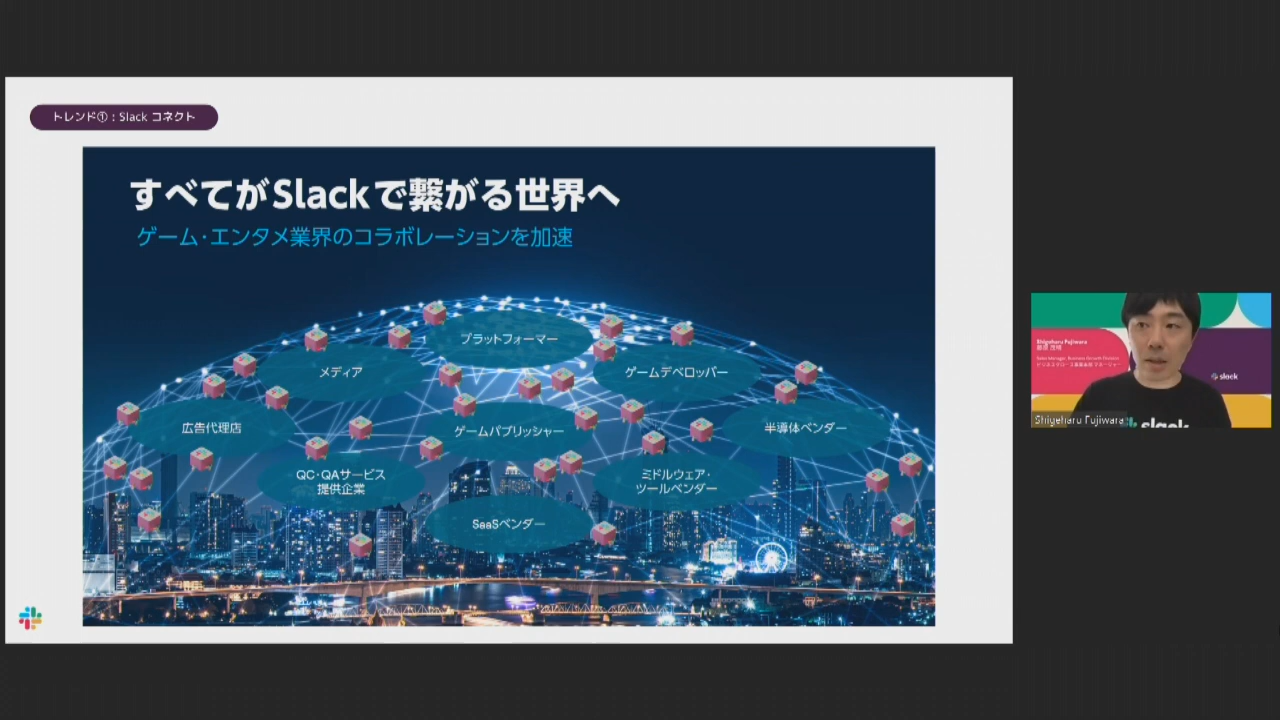 トレンド①：Slack コネクト
すべてがSlackで繋がる世界へ
ゲーム・エンタメ業界のコラボレーションを加速
プラットフォーマー
メディア
ゲームデベロッパー
広告代理店
ゲームパブリッシャー
半導体ベンダー
QC・QAサービス
提供企業
ミドルウェア・
ツールベンダー
SaaSベンダー
Shigeharu Fujiwara
slack
Shigeharu Fujiwara
slack